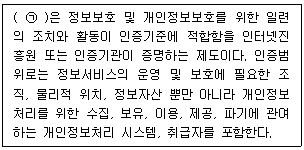 ( ㉠ )은 정보보호 및 개인정보보호를 위한 일련
의 조치와 활동이 인증기준에 적합함을 인터넷진
흥원 또는 인증기관이 증명하는 제도이다. 인증범
위로는 정보서비스의 운영 및 보호에 필요한 조
직, 물리적 위치, 정보자산 뿐만 아니라 개인정보
처리를 위한 수집, 보유, 이용, 제공, 파기에 관여
하는 개인정보처리 시스템, 취급자를 포함한다.